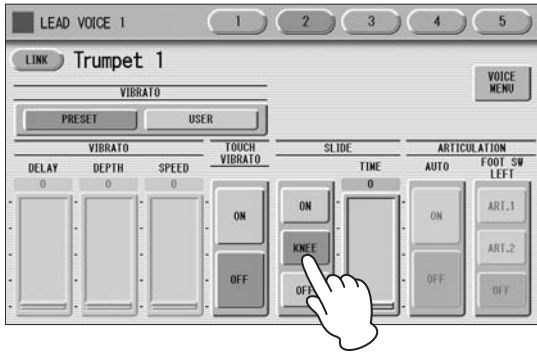 LEAD VOICE 1 1 2 3 4 5
LINK Trumpet 1
VOICE
MENU
VIBRATO
PRESET USER
VIBRATO TOUCH SLIDE ARTICULATION
VIBRATO
DELAY DEPTH SPEED TIME AUTO FOOT SW
LEFT
0 0 0 0
ON ON ON ART.1
KNEE ART.2
OFF OFF OFF OFF